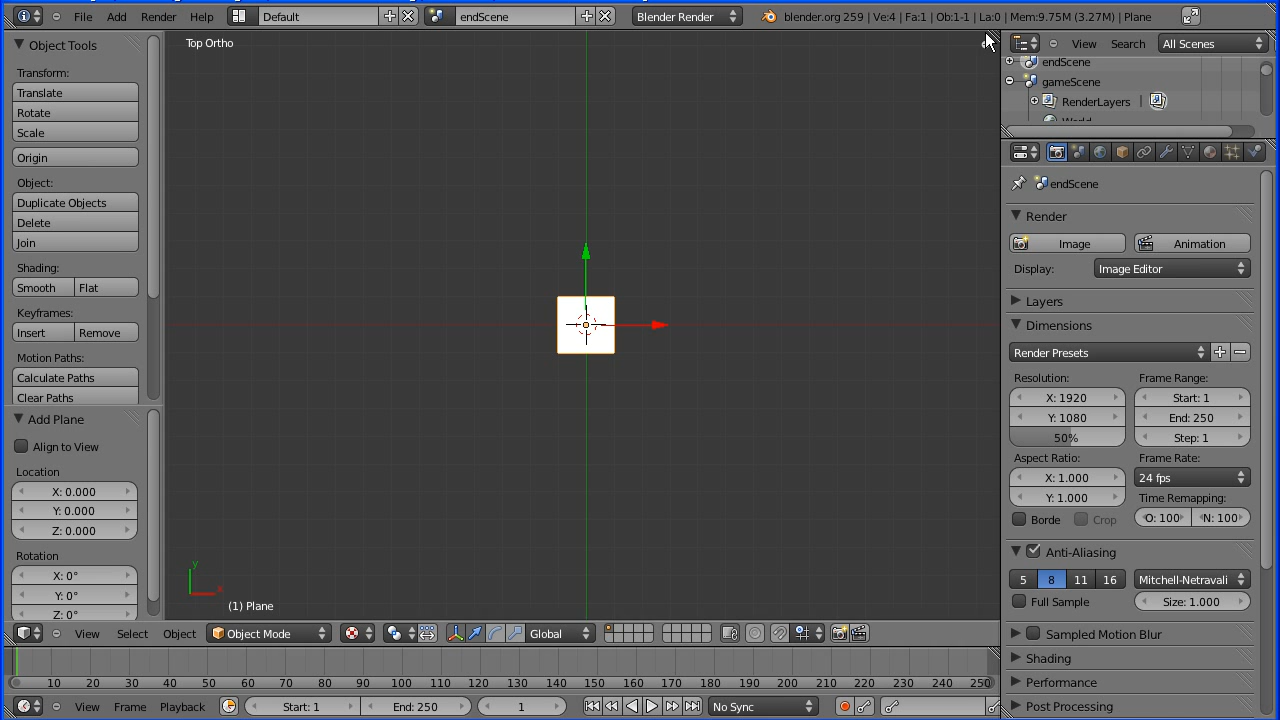 File Add Render Help Default endScene Blender Render blender.org 259 | Ve:4 | Fa:1 | Ob:1-1 | La:0 | Mem:9.75M (3.27M) | Plane
Object Tools
Transform:
Translate
Rotate
Scale
Origin
Object:
Duplicate Objects
Delete
Join
Shading:
Smooth Flat
Keyframes:
Insert Remove
Motion Paths:
Calculate Paths
Clear Paths
Add Plane
Align to View
Location
X: 0.000
Y: 0.000
Z: 0.000
Rotation
X: 0°
Y: 0°
Z: 0°
Top Ortho
y
x
(1) Plane
View Select Object Object Mode Global
10 20 30 40 50 60 70 80 90 100 110 120 130 140 150 160 170 180 190 200 210 220 230 240 250
View Frame Playback Start: 1 End: 250 1 No Sync
View Search All Scenes
endScene
gameScene
RenderLayers |
World
endScene
Render
Image Animation
Display: Image Editor
Layers
Dimensions
Render Presets
Resolution: Frame Range:
X: 1920 Start: 1
Y: 1080 End: 250
50% Step: 1
Aspect Ratio: Frame Rate:
X: 1.000 24 fps
Y: 1.000 Time Remapping:
Borde Crop O: 100 N: 100
Anti-Aliasing
5 8 11 16 Mitchell-Netravali
Full Sample Size: 1.000
Sampled Motion Blur
Shading
Performance
Post Processing